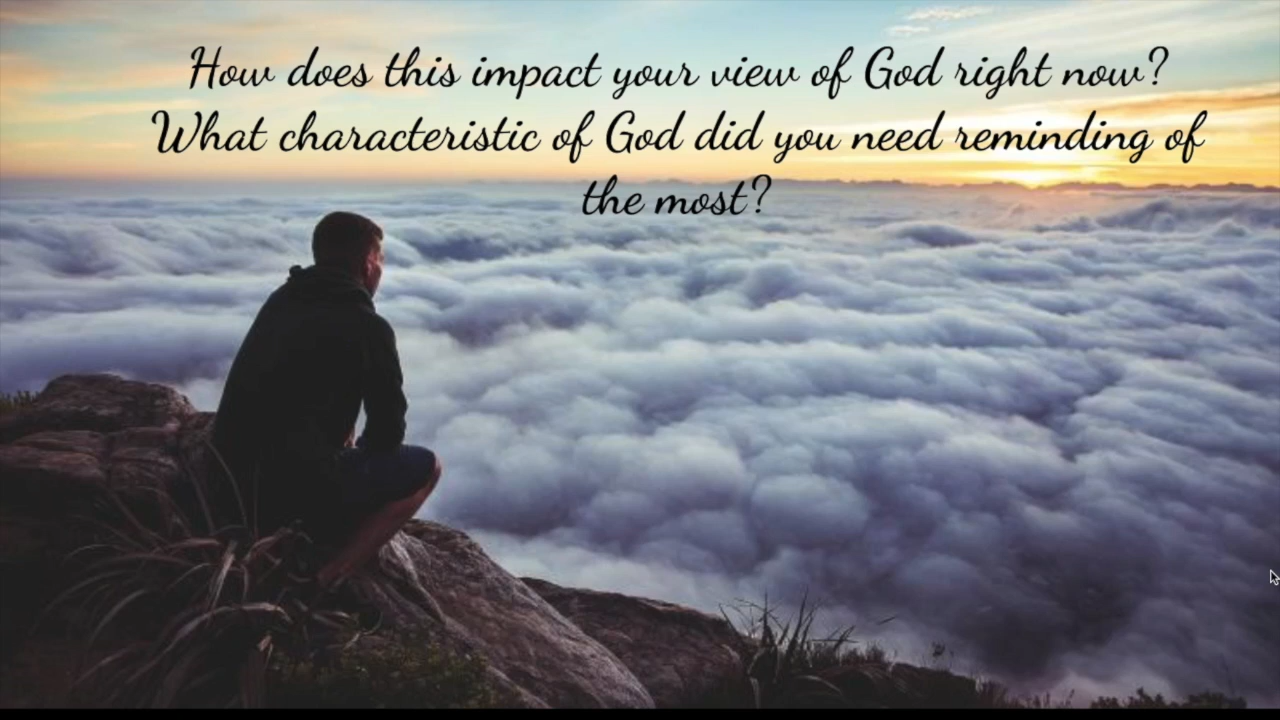 How does this impact your view of God right now?
What characteristic of God did you need reminding of
the most?